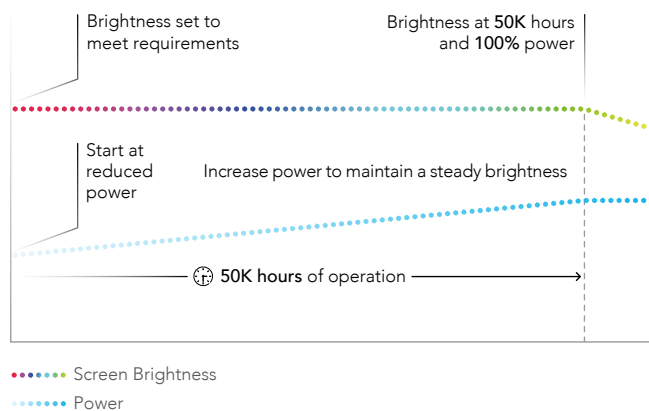 Brightness set to
meet requirements
Brightness at 50K hours
and 100% power
Start at
reduced
power
Increase power to maintain a steady brightness
50K hours of operation
Screen Brightness
Power